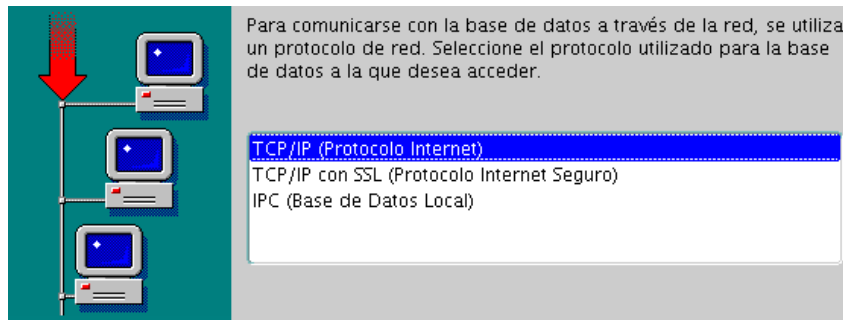 Para comunicarse con la base de datos a través de la red, se utiliza
un protocolo de red. Seleccione el protocolo utilizado para la base
de datos a la que desea acceder.
TCP/IP (Protocolo Internet)
TCP/IP con SSL (Protocolo Internet Seguro)
IPC (Base de Datos Local)